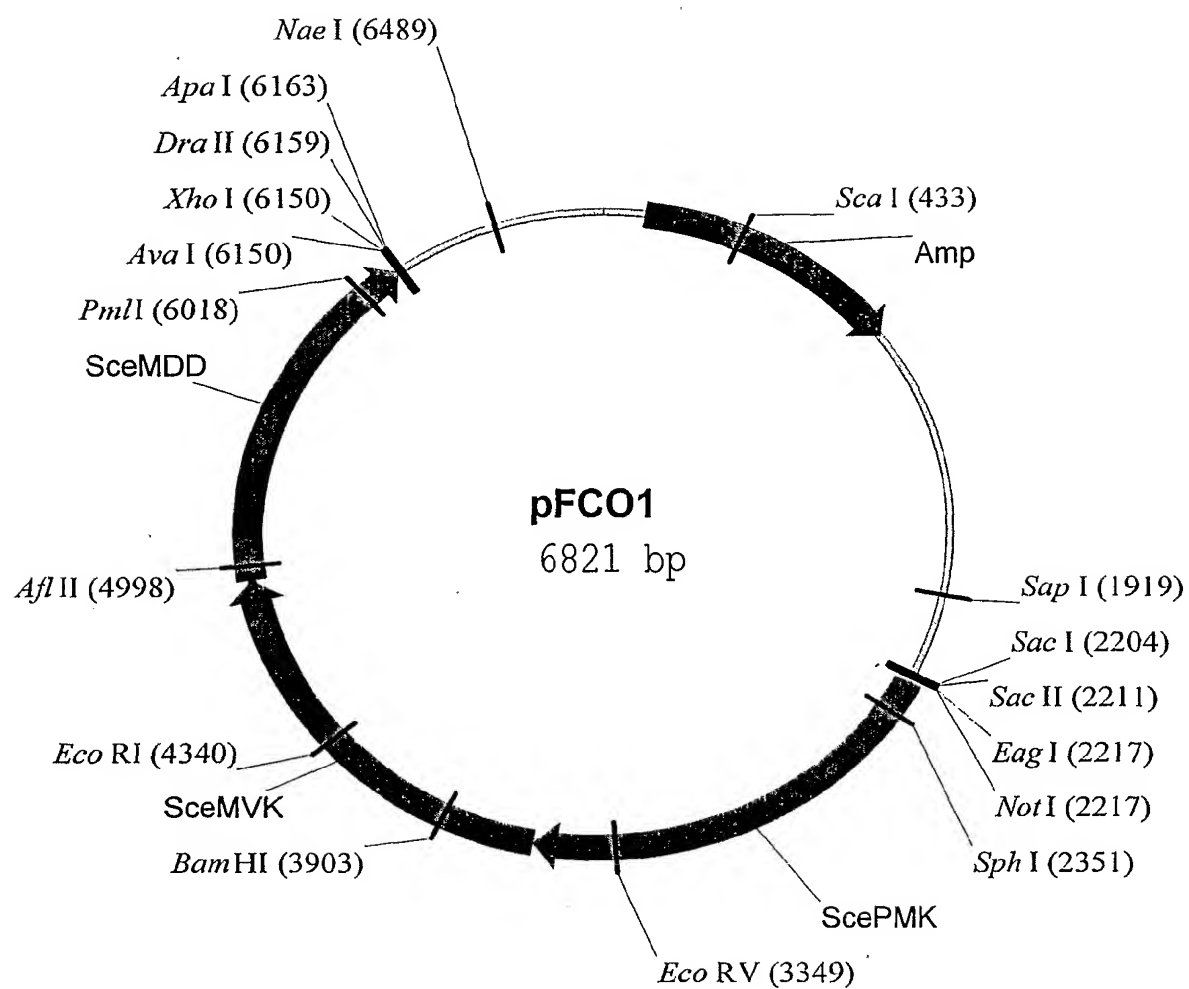 Nae I (6489)
Apa I (6163)
Dra II (6159)
Xho I (6150)
Ava I (6150)
PmlI (6018)
SceMDD
Sca I (433)
Amp
pFCO1
6821 bp
Afl II (4998)
Sap I (1919)
Sac I (2204)
Sac II (2211)
Eag I (2217)
Not I (2217)
Sph I (2351)
Eco RI (4340)
SceMVK
Bam HI (3903)
ScePMK
Eco RV (3349)